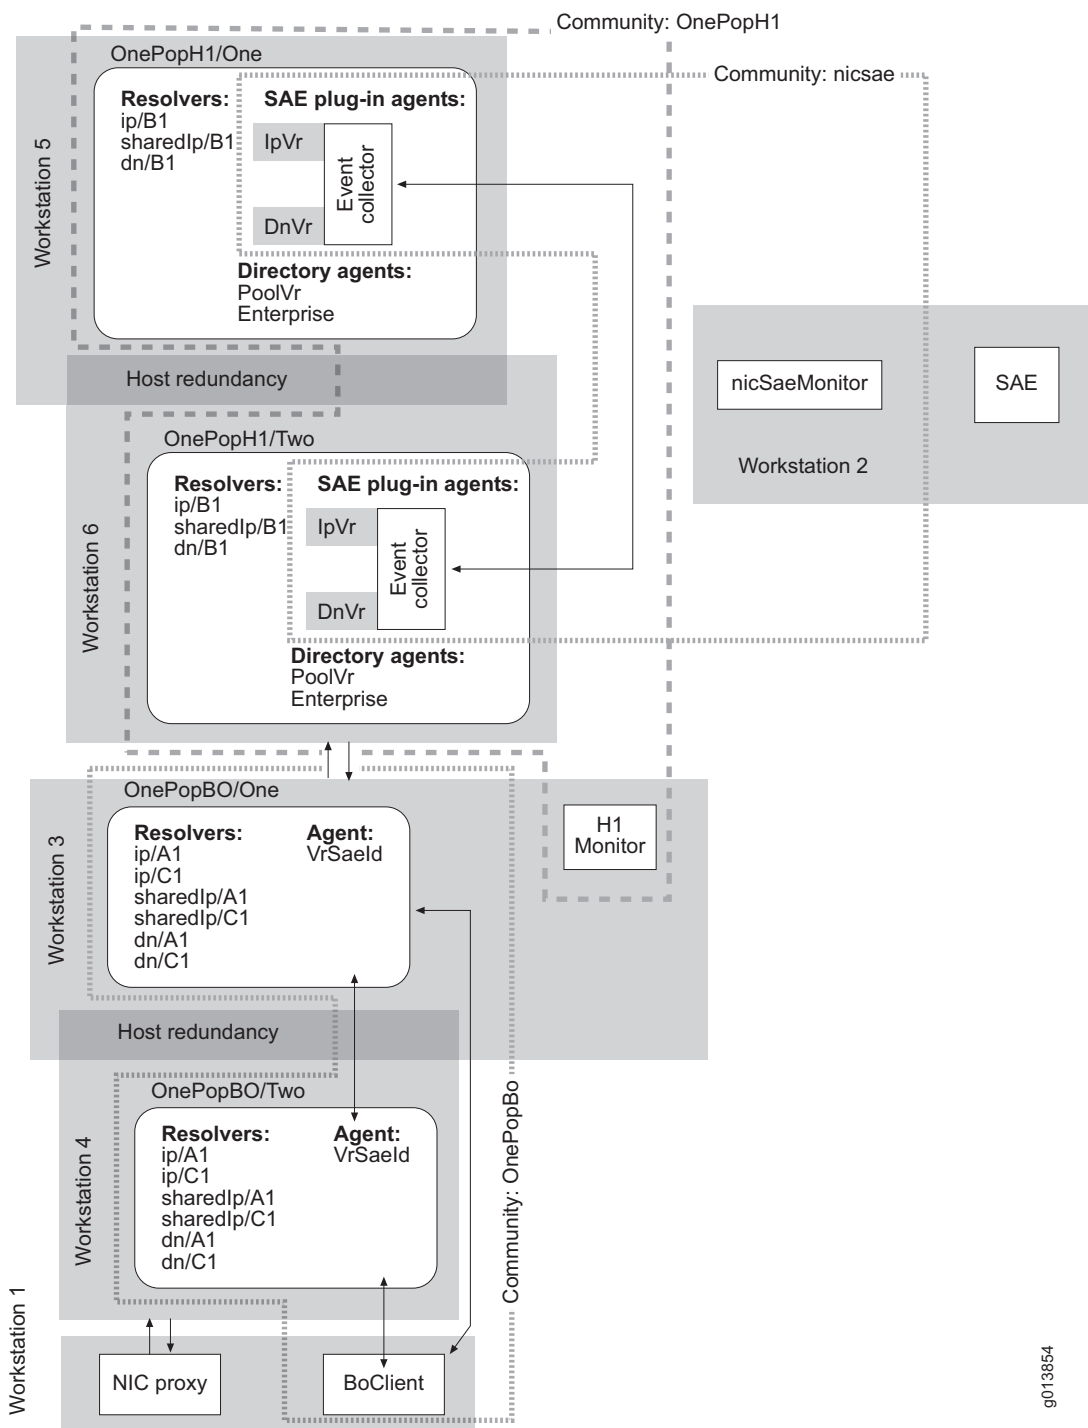 Community: OnePopH1
OnePopH1/One
Community: nicsae
Resolvers:
ip/B1
sharedIp/B1
dn/B1
SAE plug-in agents:
IpVr
Event
collector
DnVr
Directory agents:
PoolVr
Enterprise
Workstation 5
Host redundancy
nicSaeMonitor
SAE
Workstation 2
OnePopH1/Two
Resolvers:
ip/B1
sharedIp/B1
dn/B1
SAE plug-in agents:
IpVr
Event
collector
DnVr
Directory agents:
PoolVr
Enterprise
Workstation 6
OnePopBO/One
Resolvers:
ip/A1
ip/C1
sharedIp/A1
sharedIp/C1
dn/A1
dn/C1
Agent:
VrSaeId
H1
Monitor
Workstation 3
Host redundancy
OnePopBO/Two
Resolvers:
ip/A1
ip/C1
sharedIp/A1
sharedIp/C1
dn/A1
dn/C1
Agent:
VrSaeId
Workstation 4
Community: OnePopBo
Workstation 1
NIC proxy
BoClient
g013854